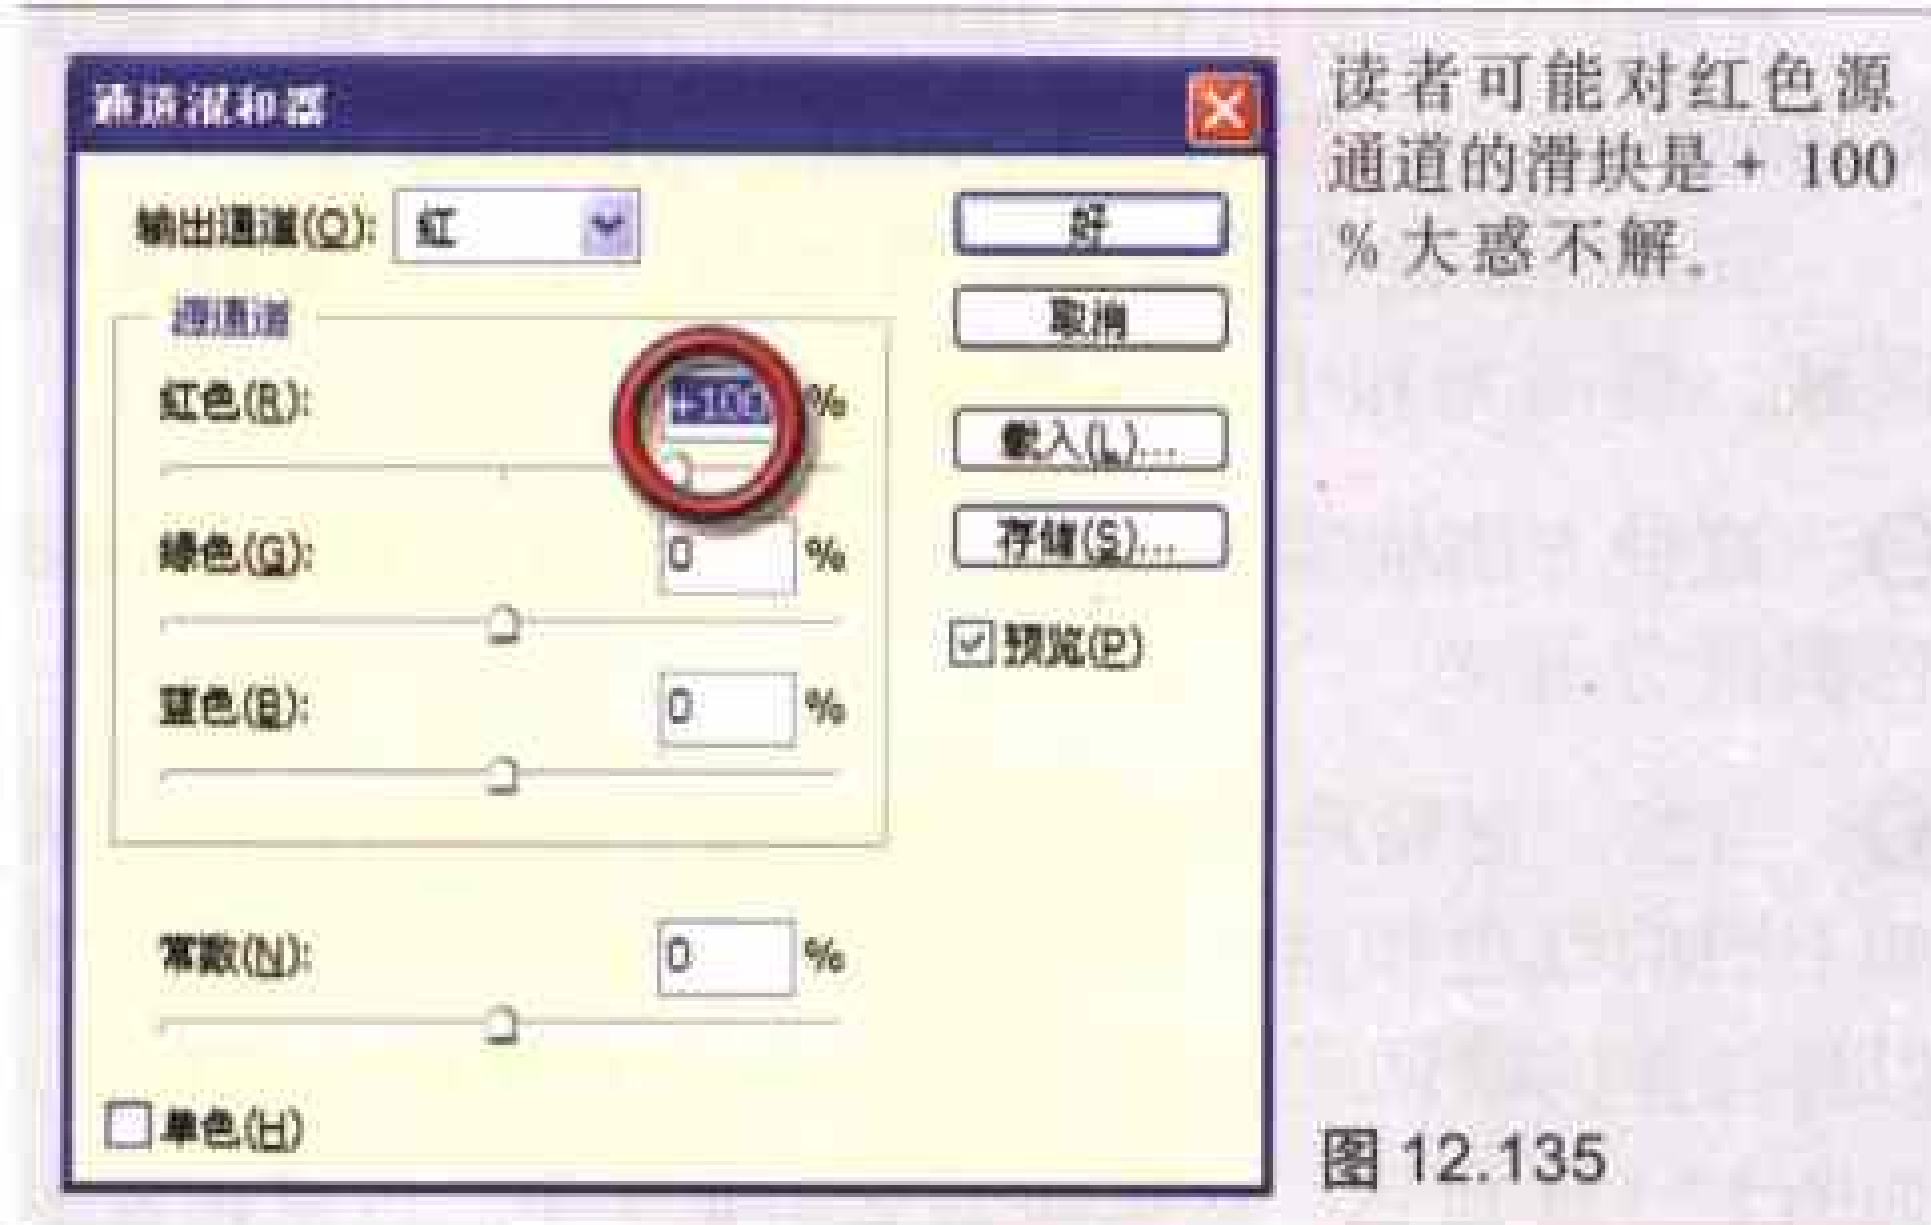 通道混和器
输出通道(O): 红
好
源通道
取消
红色(R): +100 %
载入(L)...
绿色(G): 0 %
存储(S)...
预览(P)
蓝色(B): 0 %
常数(N): 0 %
单色(H)
读者可能对红色源
通道的滑块是 + 100
% 大惑不解。
图 12.135